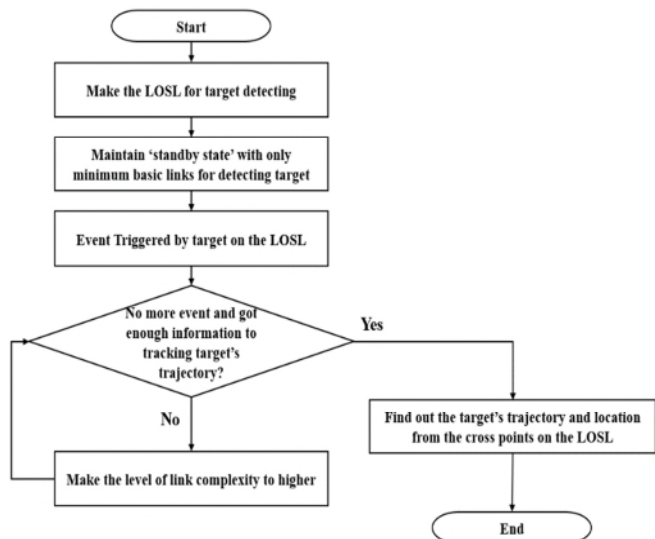 Start
Make the LOSL for target detecting
Maintain ‘standby state’ with only
minimum basic links for detecting target
Event Triggered by target on the LOSL
No more event and got
enough information to
tracking target’s
trajectory?
Yes
No
Find out the target’s trajectory and location
from the cross points on the LOSL
Make the level of link complexity to higher
End